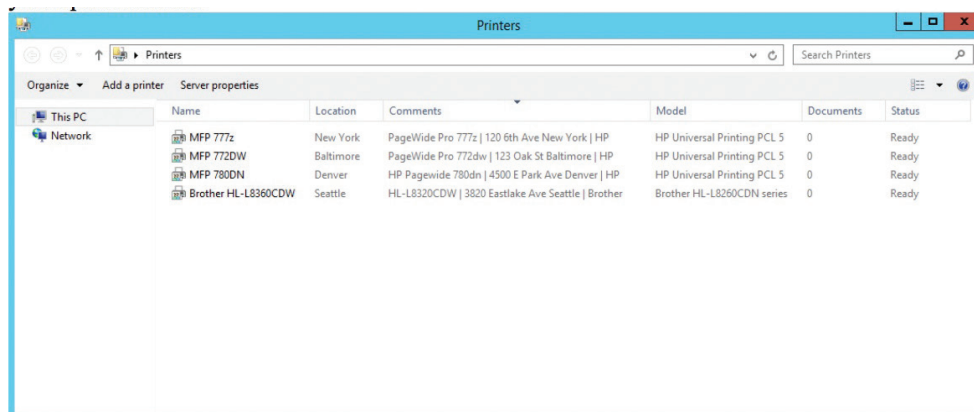 Printers
Printers
Search Printers
Organize Add a printer Server properties
This PC
Network
Name Location Comments Model Documents Status
MFP 777z New York PageWide Pro 777z | 120 6th Ave New York | HP HP Universal Printing PCL 5 0 Ready
MFP 772DW Baltimore PageWide Pro 772dw | 123 Oak St Baltimore | HP HP Universal Printing PCL 5 0 Ready
MFP 780DN Denver HP Pagewide 780dn | 4500 E Park Ave Denver | HP HP Universal Printing PCL 5 0 Ready
Brother HL-L8360CDW Seattle HL-L8320CDW | 3820 Eastlake Ave Seattle | Brother Brother HL-L8260CDN series 0 Ready